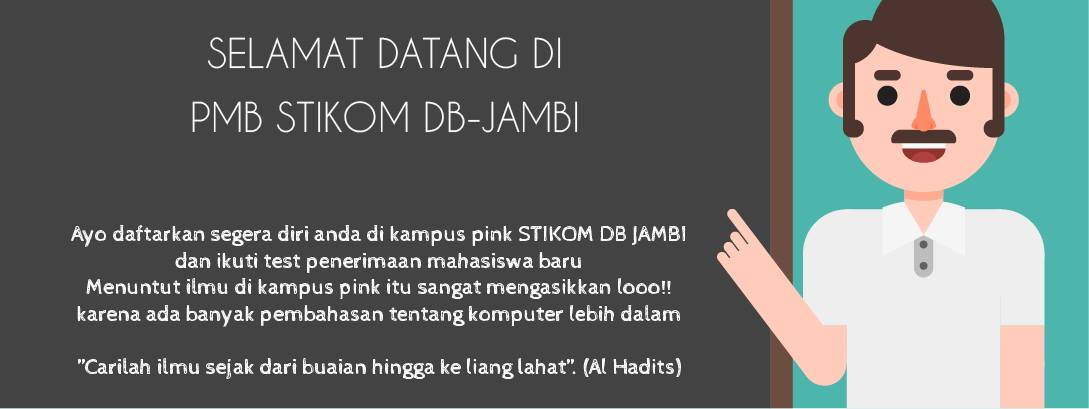 SELAMAT DATANG DI
PMB STIKOM DB-JAMBI
Ayo daftarkan segera diri anda di kampus pink STIKOM DB JAMBI
dan ikuti test penerimaan mahasiswa baru
Menuntut ilmu di kampus pink itu sangat mengasikkan looo!!
karena ada banyak pembahasan tentang komputer lebih dalam
"Carilah ilmu sejak dari buaian hingga ke liang lahat". (Al Hadits)